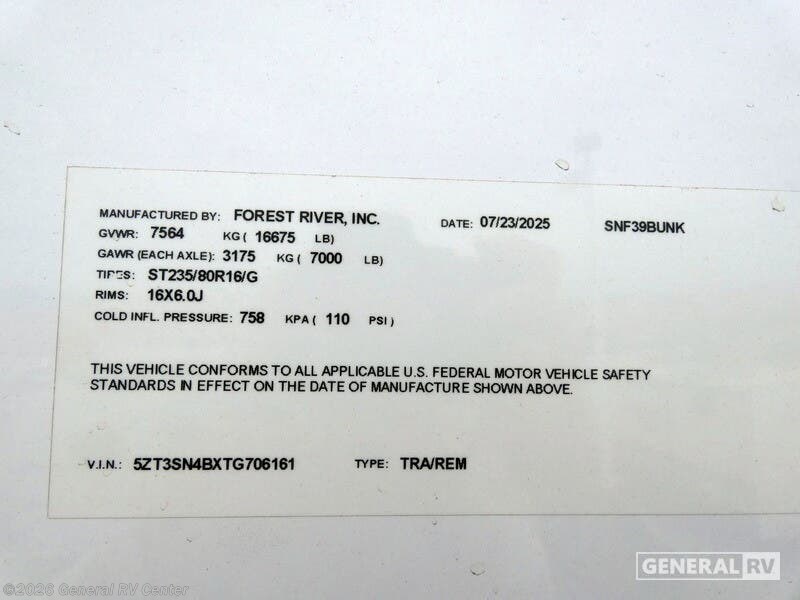 MANUFACTURED BY: FOREST RIVER, INC. DATE: 07/23/2025 SNF39BUNK
GVWR: 7564 KG ( 16675 LB)
GAWR (EACH AXLE): 3175 KG ( 7000 LB)
TIRES: ST235/80R16/G
RIMS: 16X6.0J
COLD INFL. PRESSURE: 758 KPA ( 110 PSI )
THIS VEHICLE CONFORMS TO ALL APPLICABLE U.S. FEDERAL MOTOR VEHICLE SAFETY
STANDARDS IN EFFECT ON THE DATE OF MANUFACTURE SHOWN ABOVE.
V.I.N.: 5ZT3SN4BXTG706161 TYPE: TRA/REM
GENERAL RV
©2026 General RV Center